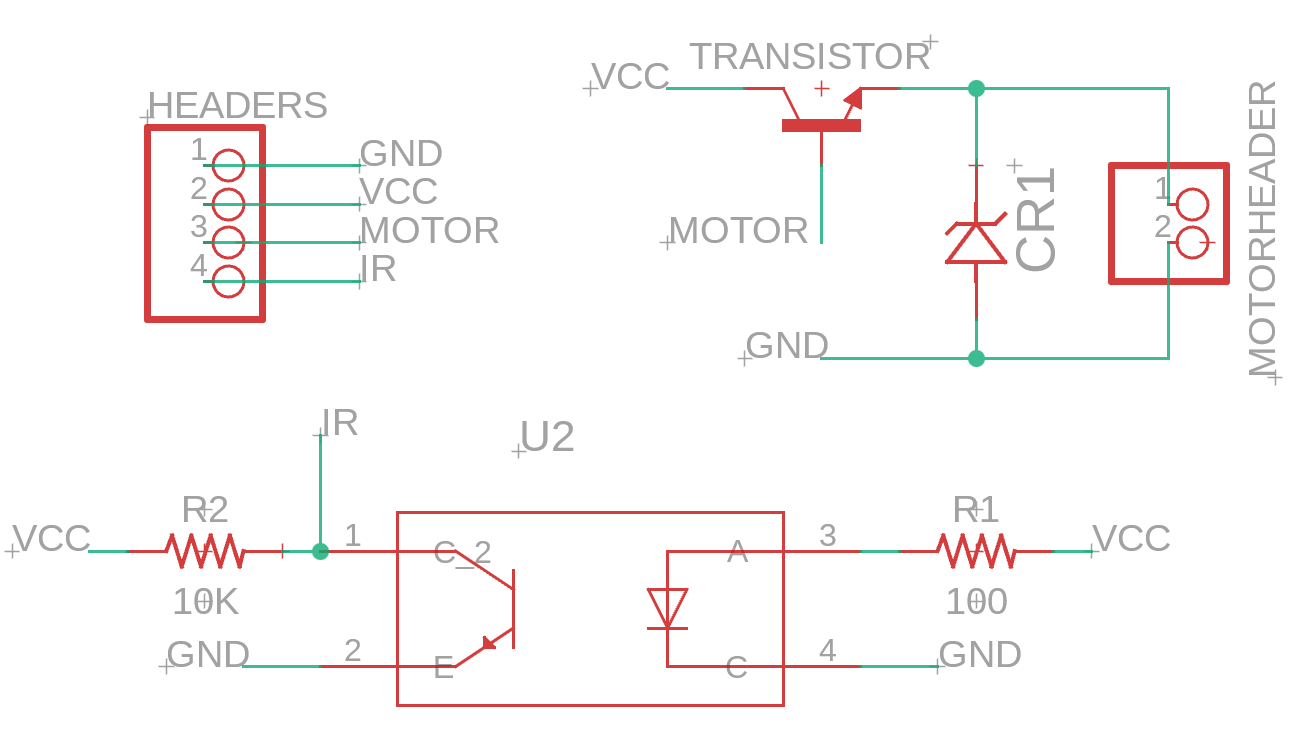 HEADERS
1
GND
2
VCC
3
MOTOR
4
IR
VCC
TRANSISTOR
MOTOR
GND
CR1
1
2
MOTORHEADER
IR
U2
R2
VCC
10K
GND
1
2
C_2
E
A
C
3
4
R1
VCC
100
GND